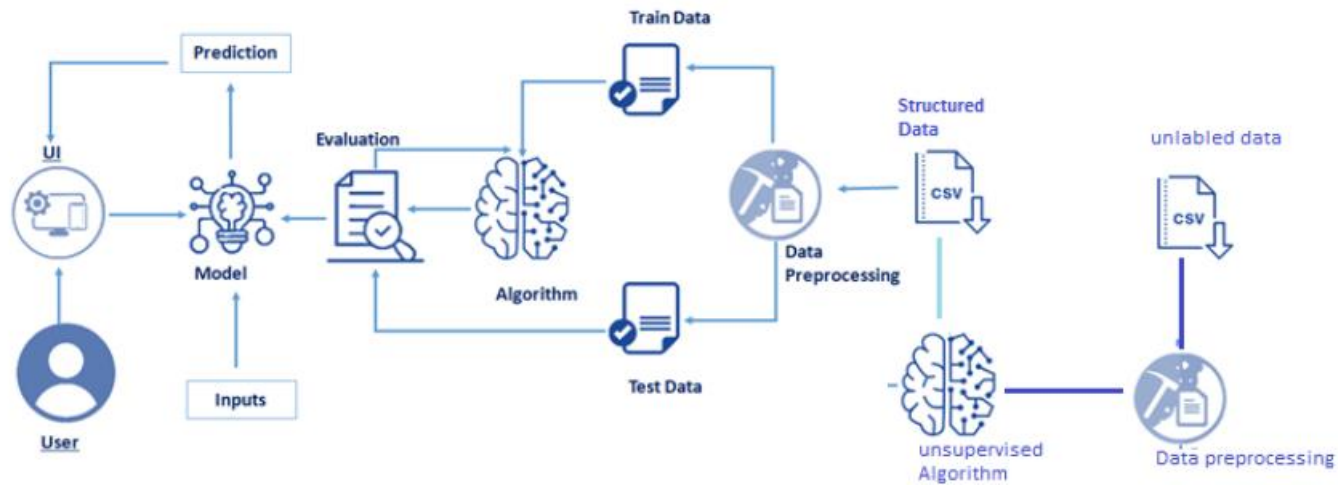 Train Data
Prediction
Structured
Data
Evaluation
unlabled data
UI
CSV
CSV
Data
Preprocessing
Model
Algorithm
Test Data
Inputs
User
unsupervised
Algorithm
Data preprocessing